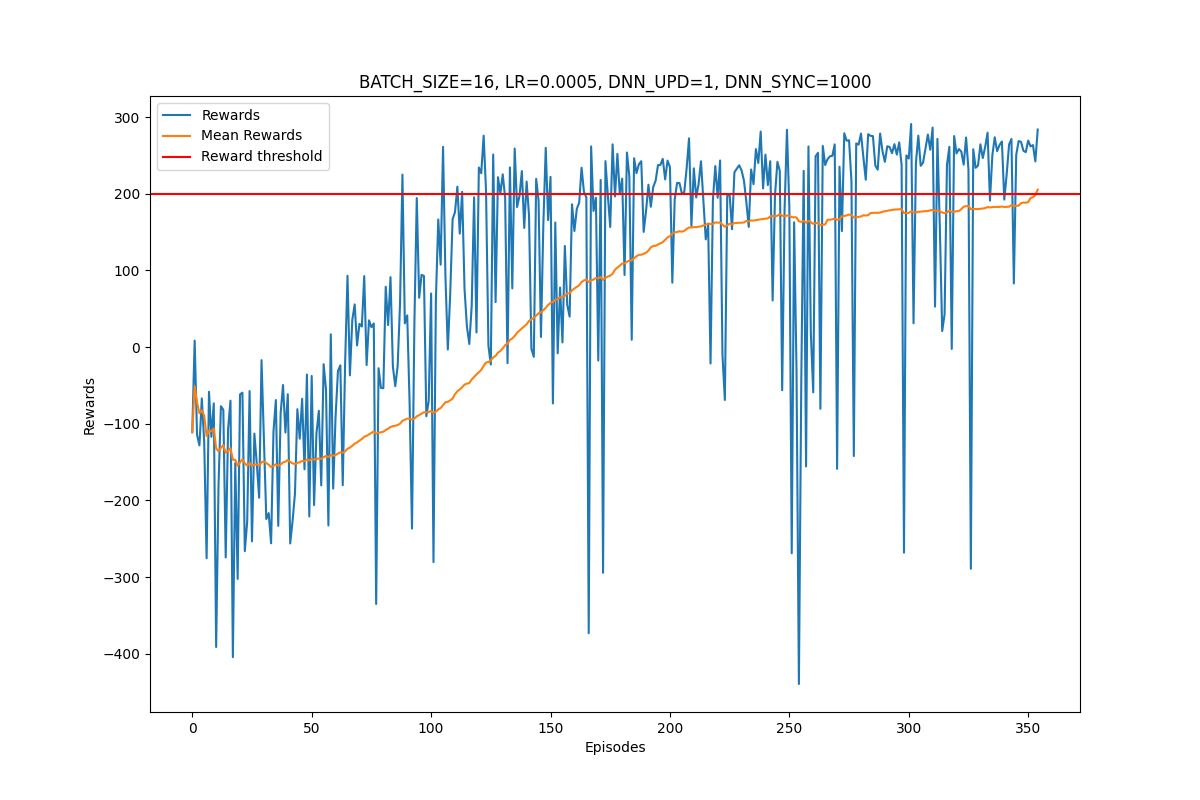 BATCH_SIZE=16, LR=0.0005, DNN_UPD=1, DNN_SYNC=1000
Rewards
Mean Rewards
Reward threshold
300
200
100
0
−100
−200
−300
−400
Rewards
0 50 100 150 200 250 300 350
Episodes